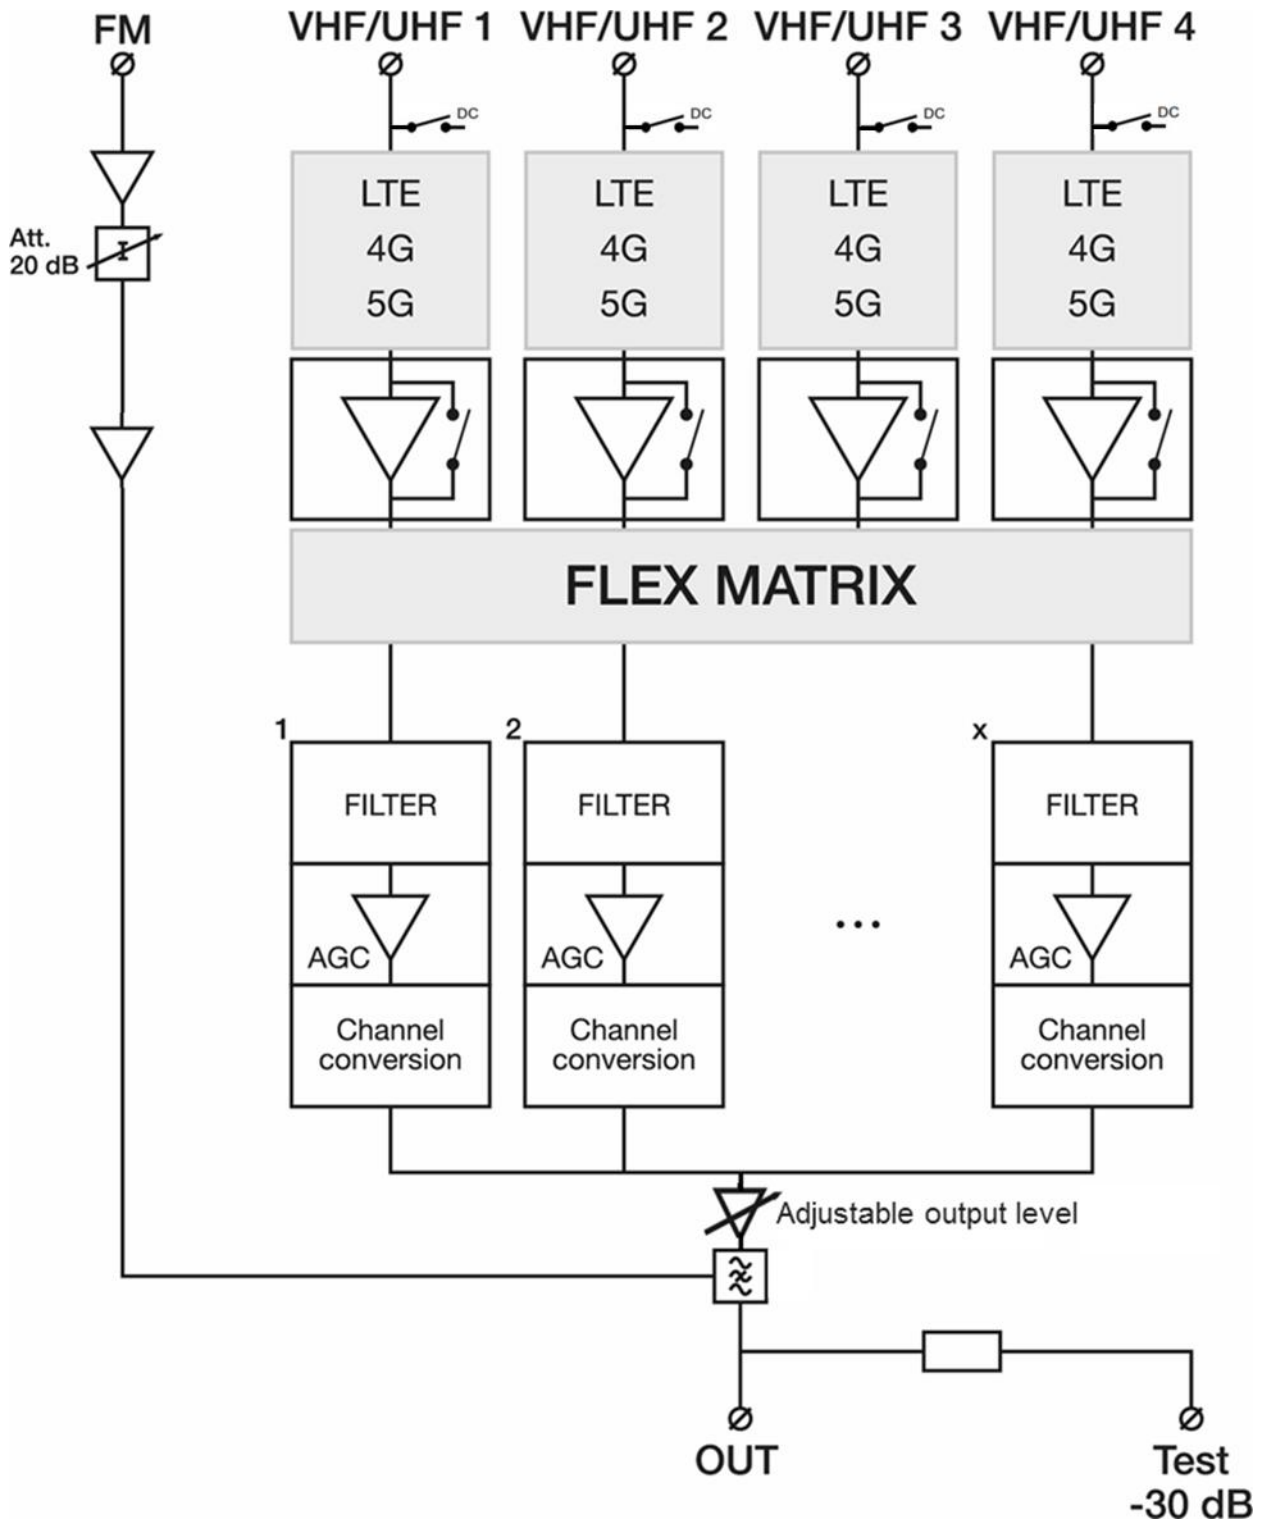 FM
VHF/UHF 1
VHF/UHF 2
VHF/UHF 3
VHF/UHF 4
DC
DC
DC
DC
LTE
4G
5G
LTE
4G
5G
LTE
4G
5G
LTE
4G
5G
Att.
20 dB
I
FLEX MATRIX
1
FILTER
AGC
Channel
conversion
2
FILTER
AGC
Channel
conversion
...
x
FILTER
AGC
Channel
conversion
Adjustable output level
OUT
Test
-30 dB